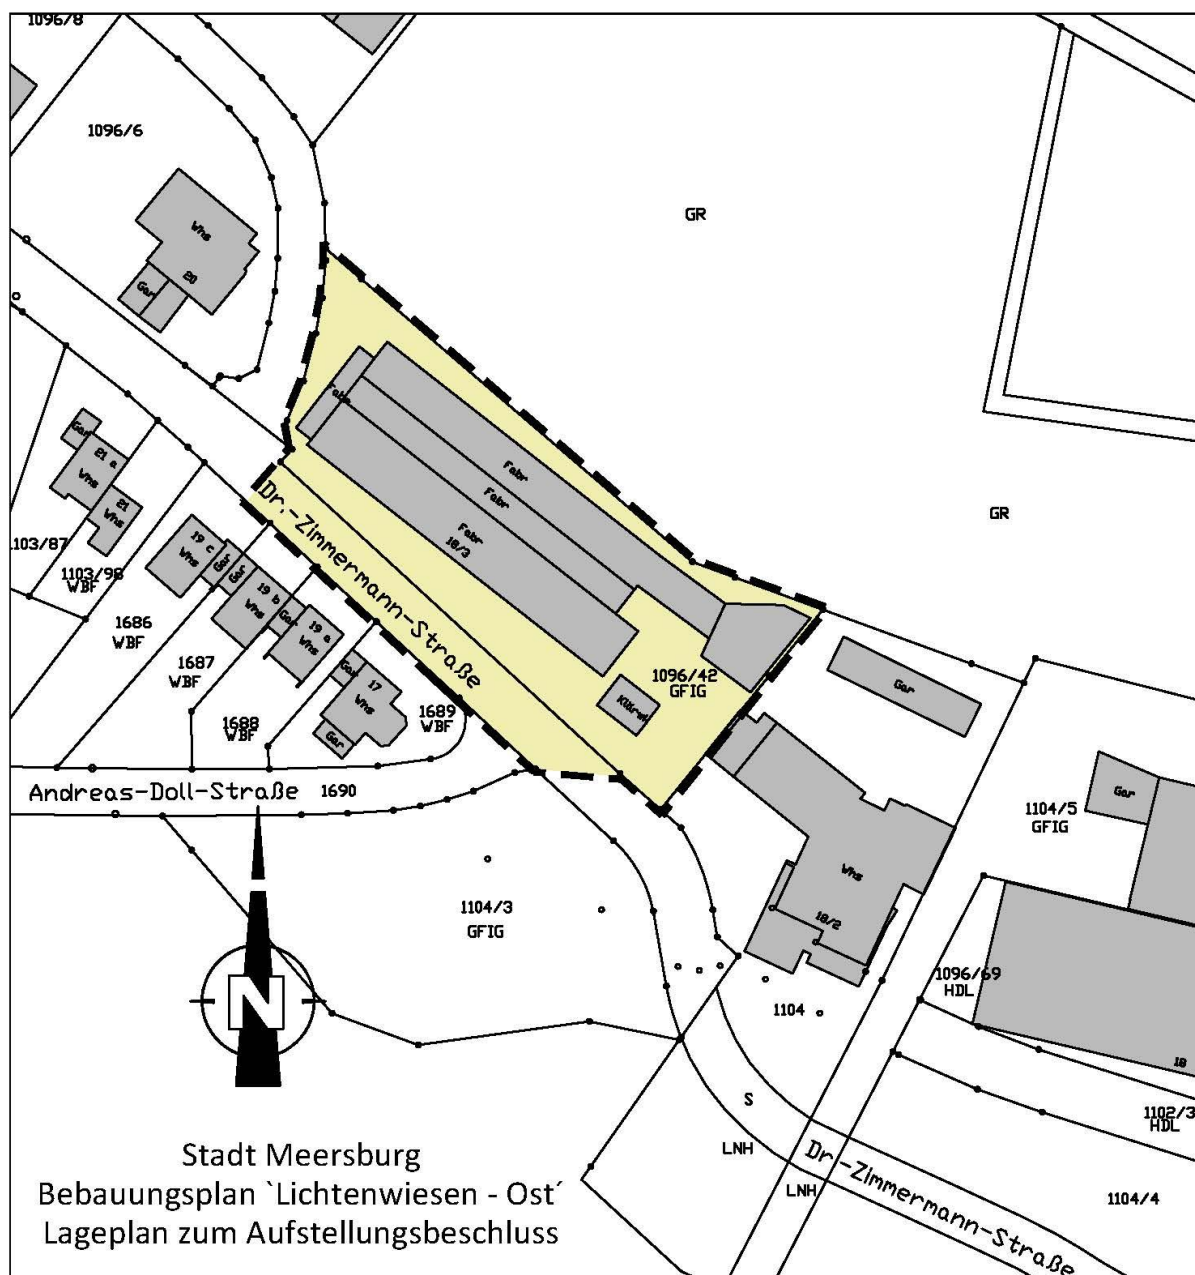 1096/8
1096/6
GR
Whs
20
Gar
Fabr
Fabr
Fabr
18/3
GR
Gar
21 a
Whs
21
Whs
Dr.-Zimmermann-Straße
19 c
Whs
Gar
Gar
19 b
Whs
Gar
19 a
Whs
1103/87
1103/98
WBF
1686
WBF
1687
WBF
1688
WBF
1689
WBF
Gar
17
Whs
Gar
1096/42
GFIG
Gar
Andreas-Doll-Straße
1690
1104/5
GFIG
Gar
Whs
18/2
1104/3
GFIG
1096/69
HDL
1104
18
N
S
1102/3
HDL
LNH
LNH
Dr.-Zimmermann-Straße
1104/4
Stadt Meersburg
Bebauungsplan `Lichtenwiesen - Ost´
Lageplan zum Aufstellungsbeschluss